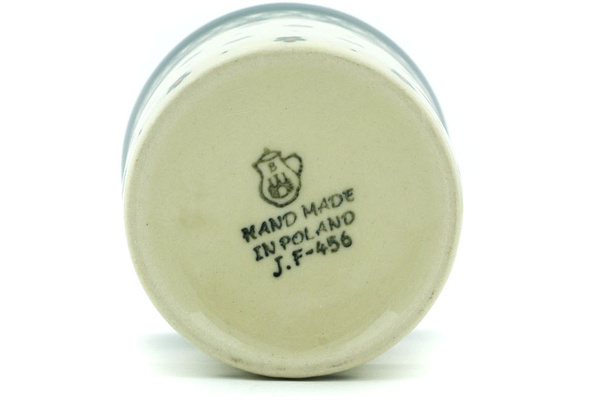 B
HAND MADE
IN POLAND
J.F-456